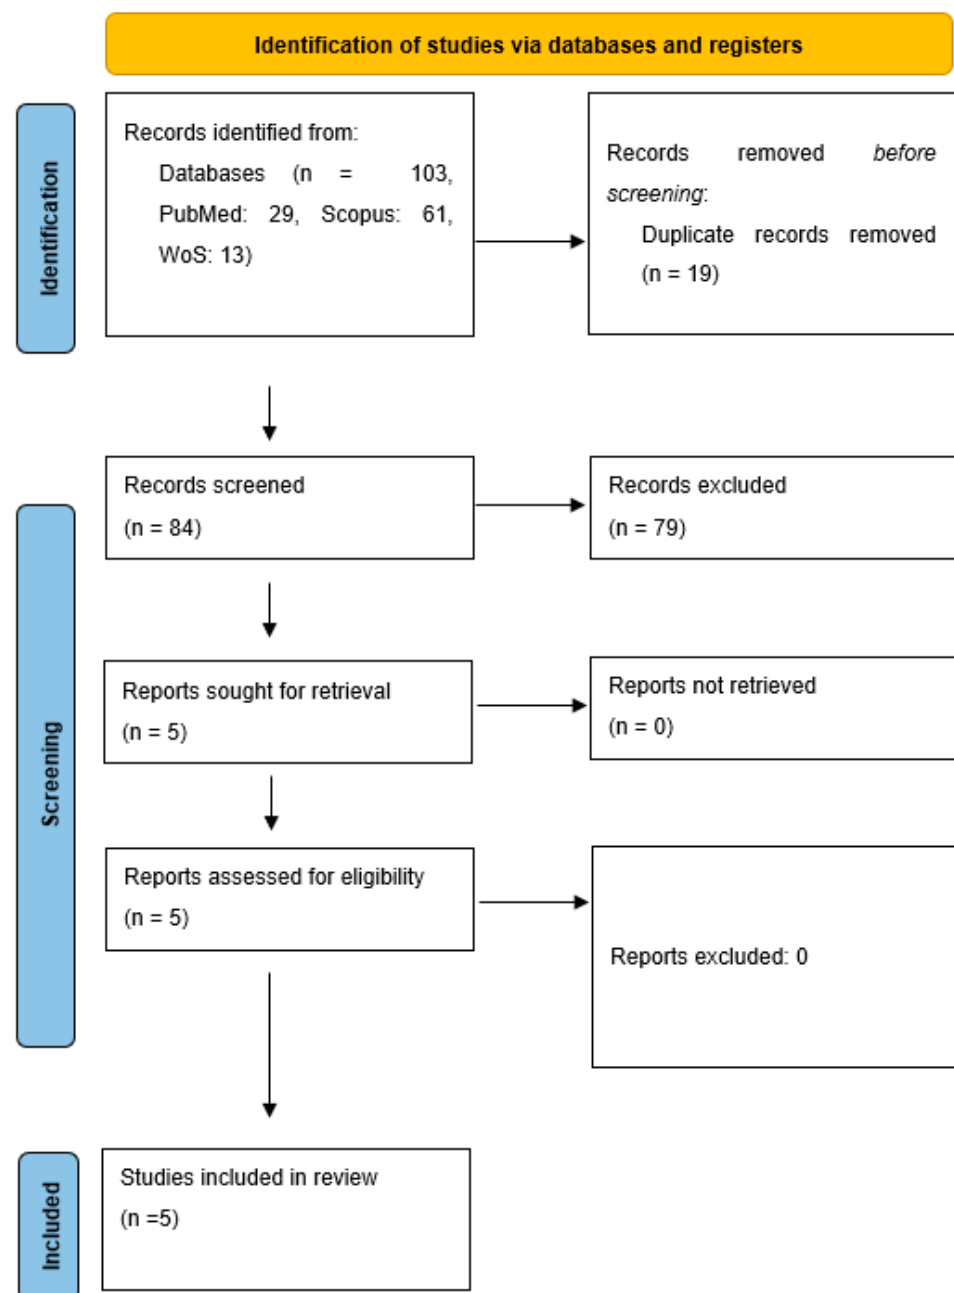 Identification of studies via databases and registers
Identification
Records identified from:
Databases (n = 103,
PubMed: 29, Scopus: 61,
WoS: 13)
Records removed before
screening:
Duplicate records removed
(n = 19)
Screening
Records screened
(n = 84)
Records excluded
(n = 79)
Reports sought for retrieval
(n = 5)
Reports not retrieved
(n = 0)
Reports assessed for eligibility
(n = 5)
Reports excluded: 0
Included
Studies included in review
(n =5)